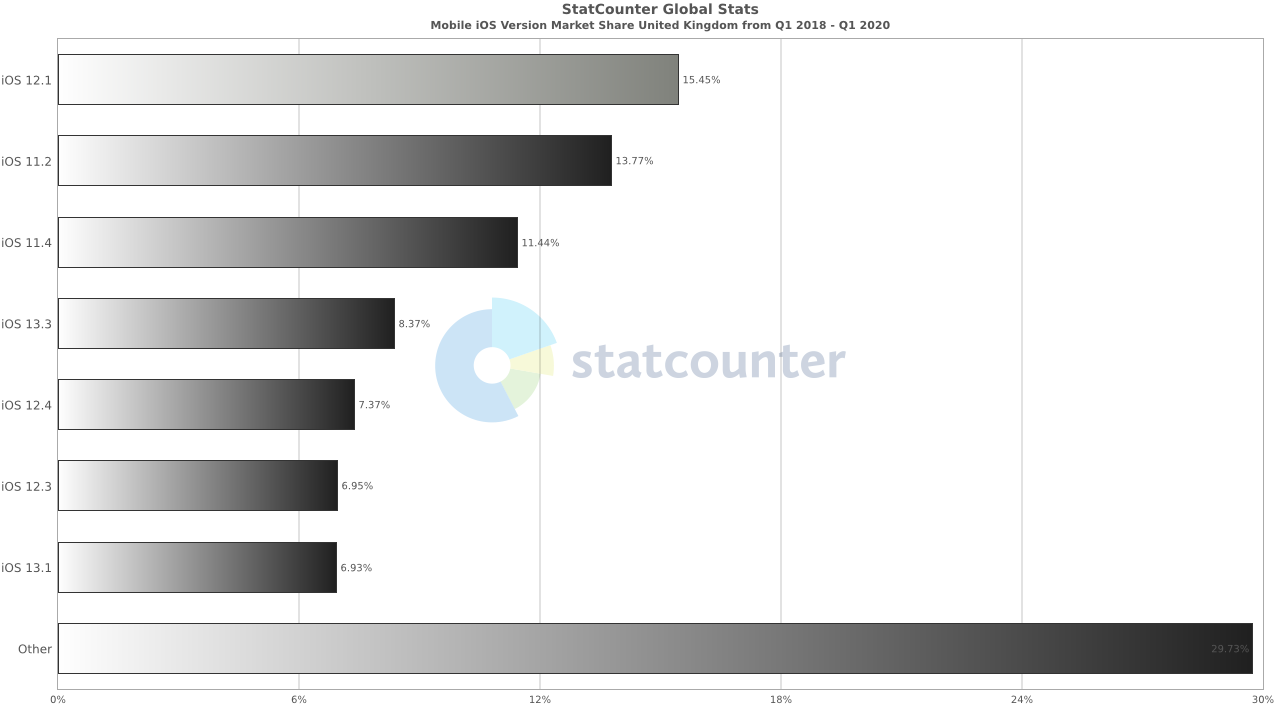 StatCounter Global Stats
Mobile iOS Version Market Share United Kingdom from Q1 2018 - Q1 2020
iOS 12.1 15.45%
iOS 11.2 13.77%
iOS 11.4 11.44%
iOS 13.3 8.37%
statcounter
iOS 12.4 7.37%
iOS 12.3 6.95%
iOS 13.1 6.93%
Other 29.73%
0% 6% 12% 18% 24% 30%